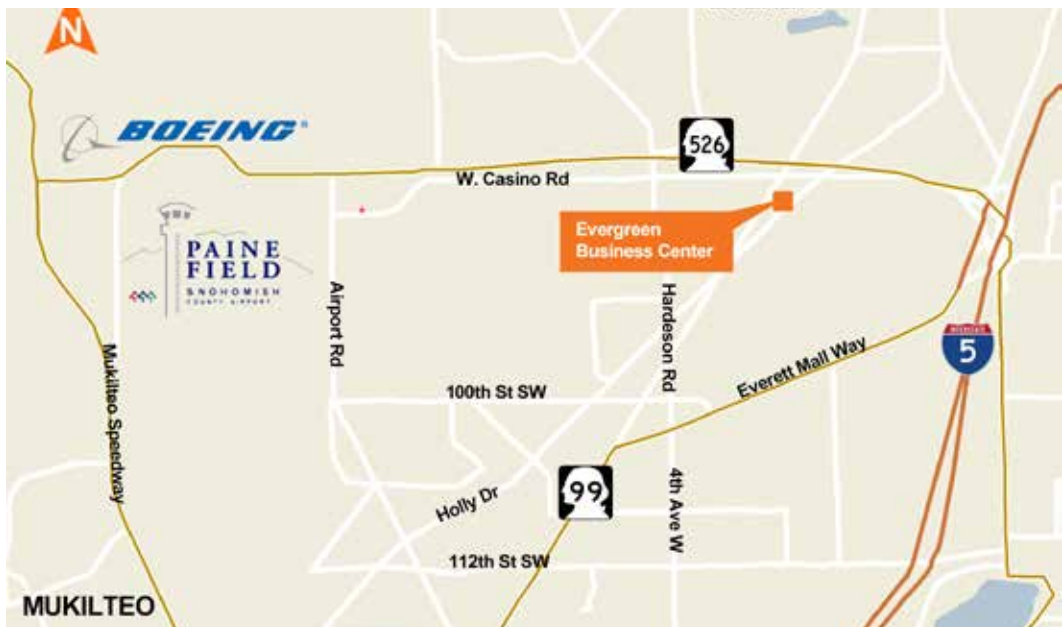 N
BOEING®
526
W. Casino Rd
Evergreen
Business Center
PAINE
FIELD
SNOHOMISH
COUNTY AIRPORT
Airport Rd
Hardeson Rd
Mukilteo Speedway
Everett Mall Way
INTERSTATE
5
100th St SW
99
Holly Dr
4th Ave W
112th St SW
MUKILTEO